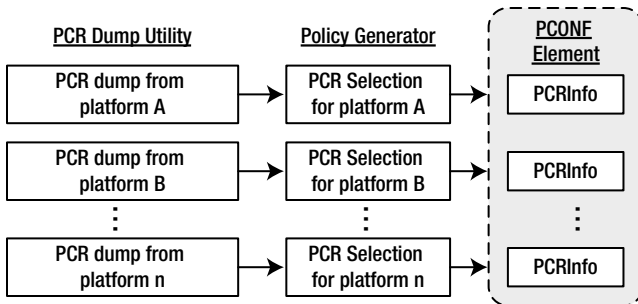 PCR Dump Utility
Policy Generator
PCONF
Element
PCR dump from
platform A
PCR Selection
for platform A
PCRInfo
PCR dump from
platform B
PCR Selection
for platform B
PCRInfo
PCR dump from
platform n
PCR Selection
for platform n
PCRInfo